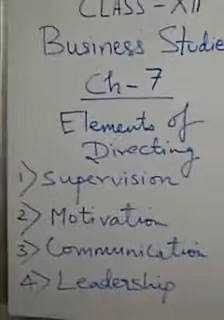 CLASS - XII
Business Studie
Ch - 7
Elements of
Directing
1) Supervision
2) Motivation
3) Communication
4) Leadership